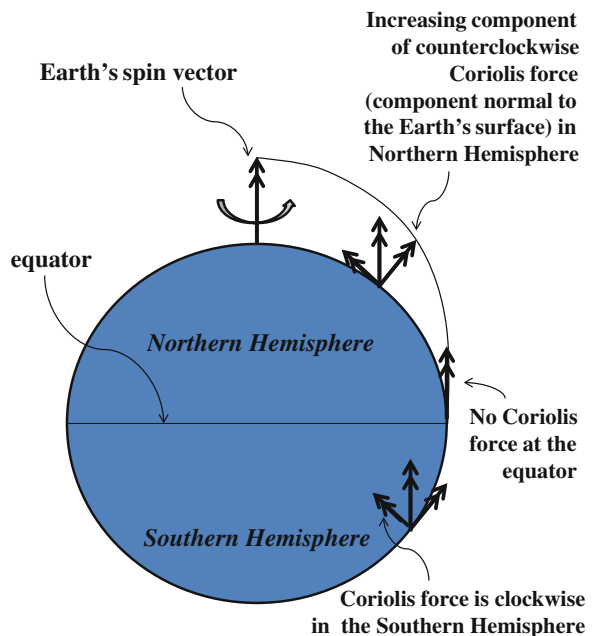 Increasing component
of counterclockwise
Coriolis force
(component normal to
the Earth's surface) in
Northern Hemisphere
Earth's spin vector
equator
Northern Hemisphere
No Coriolis
force at the
equator
Southern Hemisphere
Coriolis force is clockwise
in the Southern Hemisphere